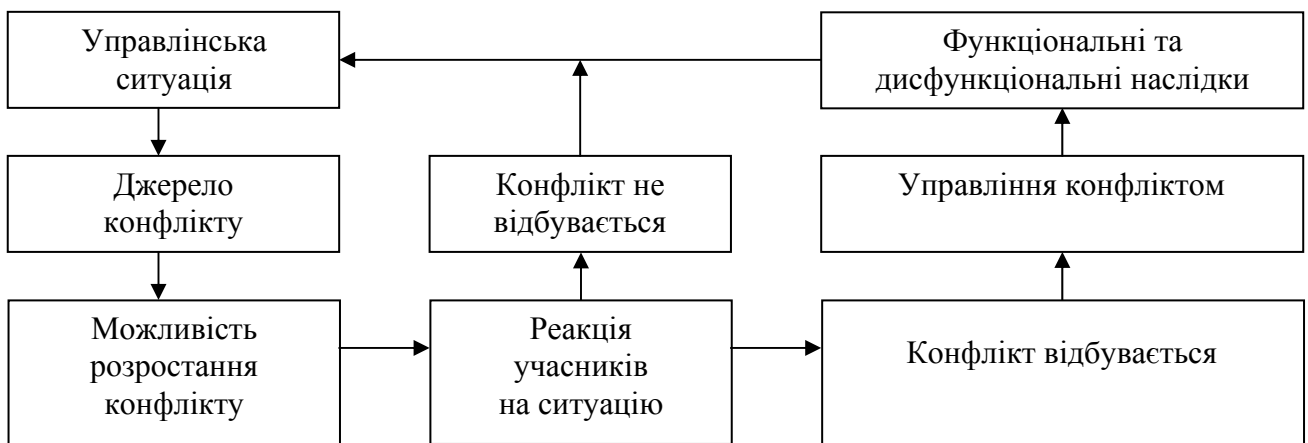 Управлінська
ситуація
Функціональні та
дисфункціональні наслідки
Джерело
конфлікту
Конфлікт не
відбувається
Управління конфліктом
Можливість
розростання
конфлікту
Реакція
учасників
на ситуацію
Конфлікт відбувається